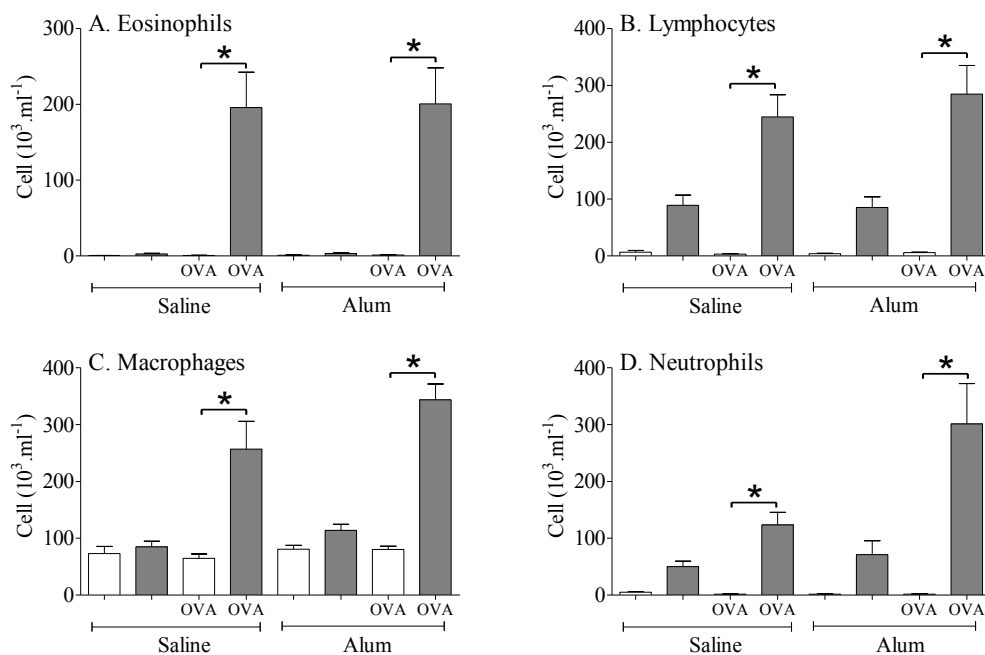 A. Eosinophils
300
200
100
0
Cell (10³.ml⁻¹)
*
*
OVA OVA OVA OVA
Saline Alum
B. Lymphocytes
400
300
200
100
0
Cell (10³.ml⁻¹)
*
*
OVA OVA OVA OVA
Saline Alum
C. Macrophages
400
300
200
100
0
Cell (10³.ml⁻¹)
*
*
OVA OVA OVA OVA
Saline Alum
D. Neutrophils
400
300
200
100
0
Cell (10³.ml⁻¹)
*
*
OVA OVA OVA OVA
Saline Alum